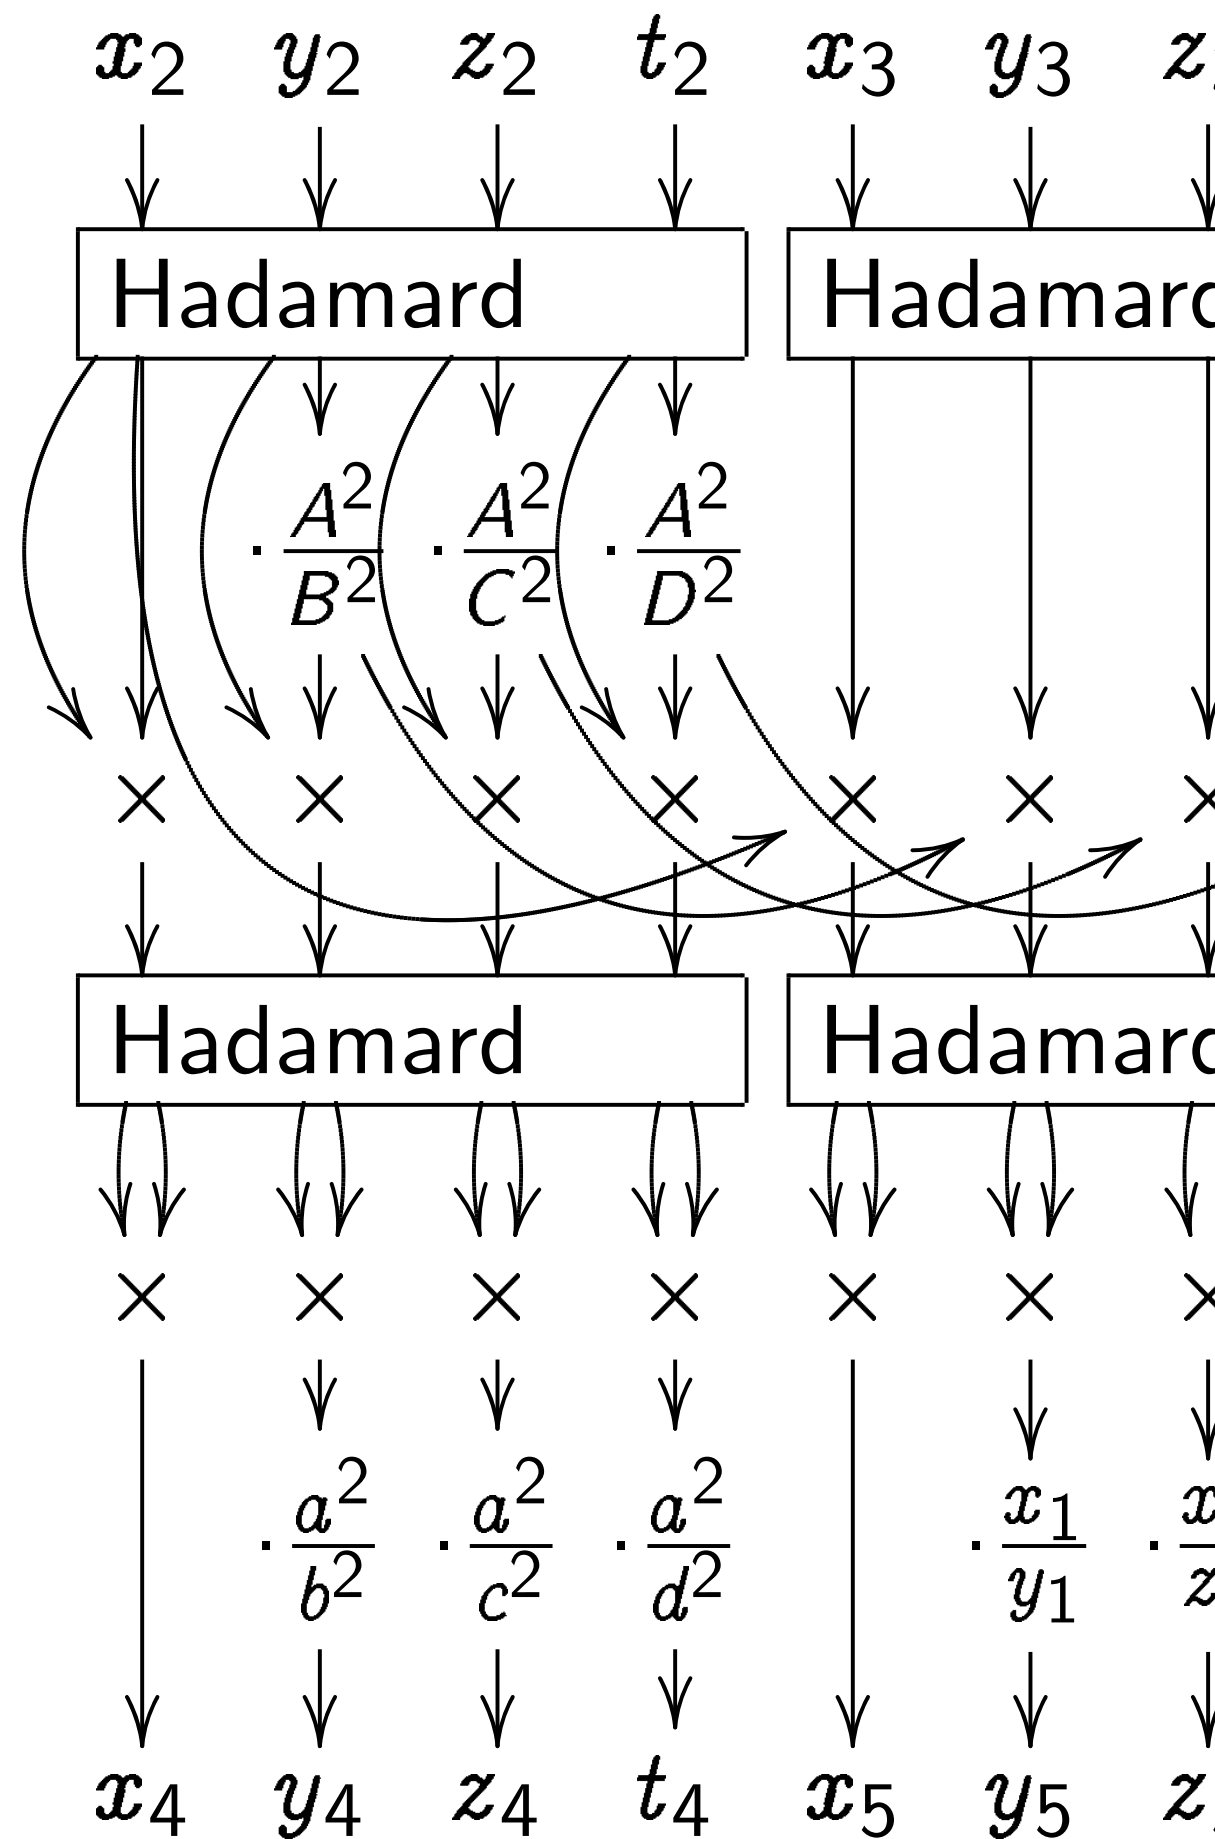 x₂ y₂ z₂ t₂ x₃ y₃ z
Hadamard Hadamard
· A²/B² · A²/C² · A²/D²
× × × × × × ×
Hadamard Hadamard
× × × × × × ×
· a²/b² · a²/c² · a²/d² · x₁/y₁ · x/z
x₄ y₄ z₄ t₄ x₅ y₅ z